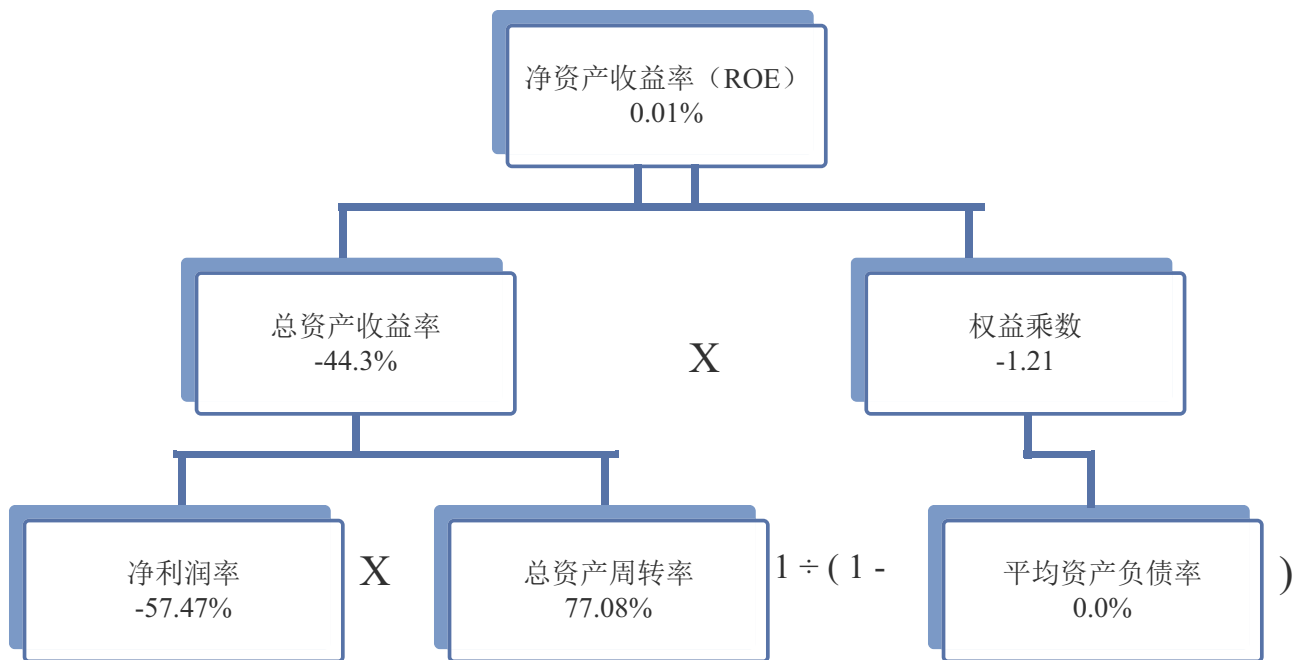 净资产收益率（ROE）
0.01%
总资产收益率
-44.3%
X
权益乘数
-1.21
净利润率
-57.47%
X
总资产周转率
77.08%
1 ÷ ( 1 -
平均资产负债率
0.0%
)